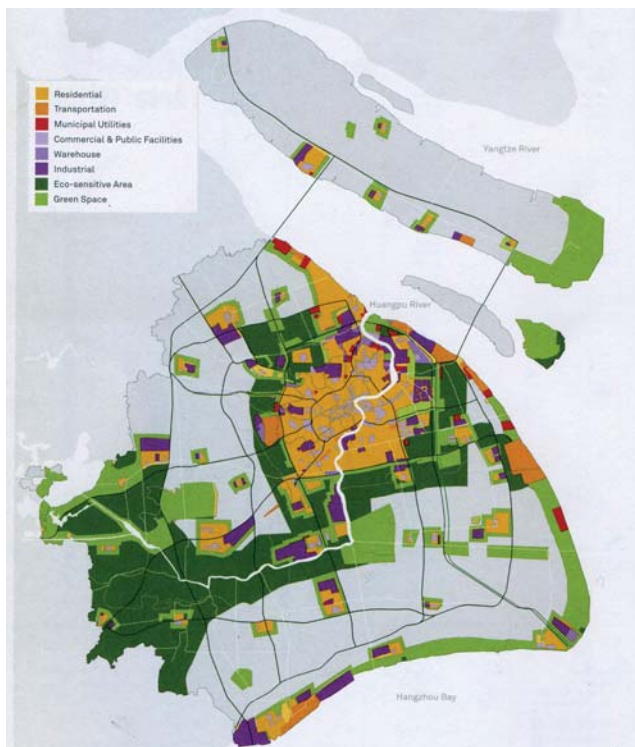 Residential
Transportation
Municipal Utilities
Commercial & Public Facilities
Warehouse
Industrial
Eco-sensitive Area
Green Space
Yangtze River
Huangpu River
Hangzhou Bay